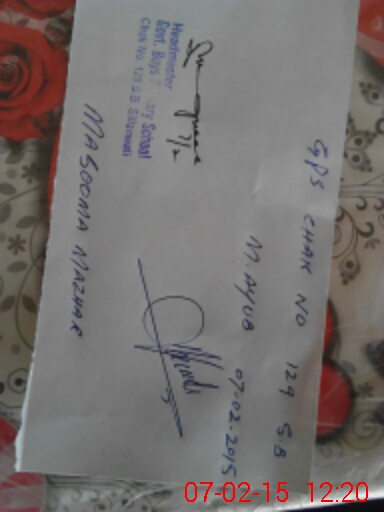 GPS CHAK NO 129 SB
M. AYUB 07-02-2015
Headmaster
Govt. Boys Primary School
Chak No. 129 S.B.
MASOOMA MAZHAR
07-02-15 12:20